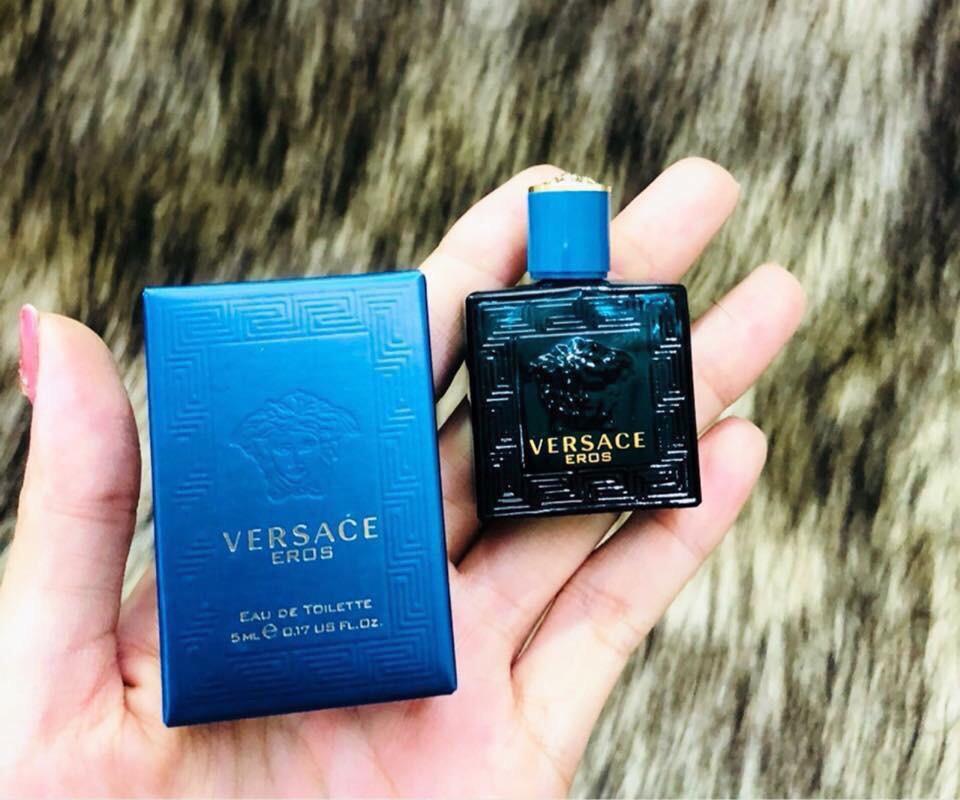 VERSACE
EROS
EAU DE TOILETTE
5 ML ℮ 0.17 US FL.OZ.
VERSACE
EROS